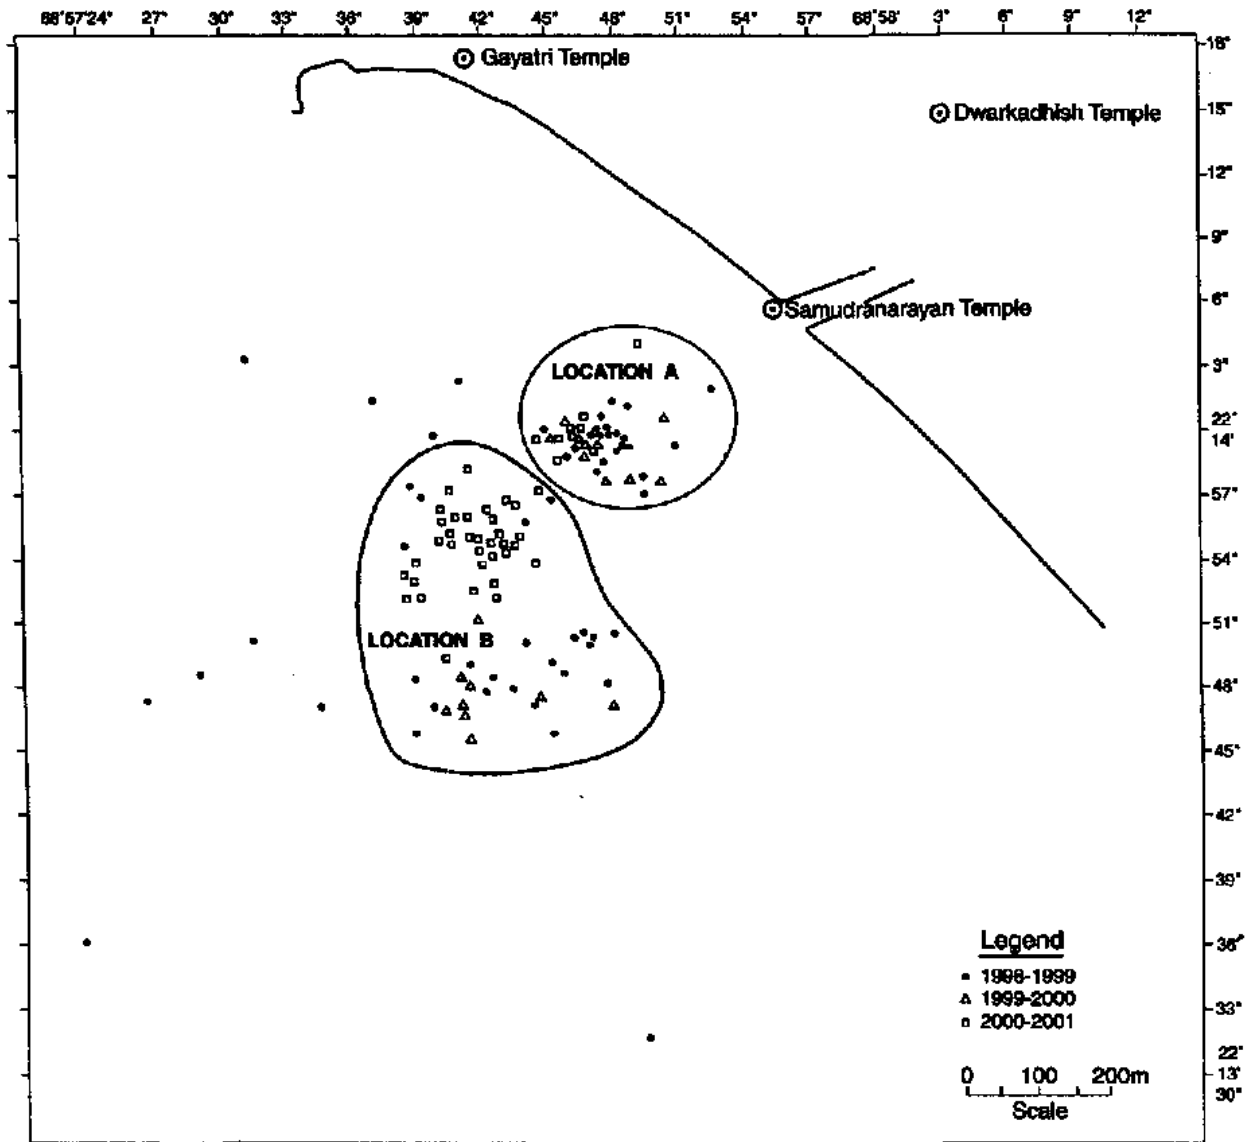 68°57'24" 27" 30" 33" 36" 39" 42" 45" 48" 51" 54" 57" 68°58' 3" 6" 9" 12"
18"
Gayatri Temple
15"
Dwarkadhish Temple
12"
9"
6"
Samudranarayan Temple
3"
LOCATION A
22°
14'
57"
54"
51"
LOCATION B
48"
45"
42"
39"
36"
Legend
1998-1999
1999-2000
2000-2001
33"
22°
13'
30"
0 100 200m
Scale